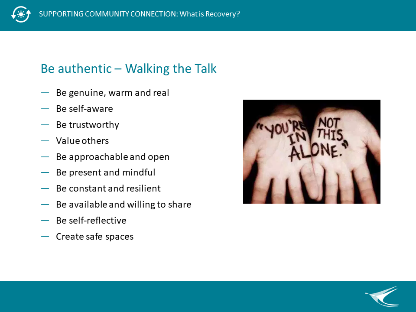 SUPPORTING COMMUNITY CONNECTION: What is Recovery?
Be authentic – Walking the Talk
— Be genuine, warm and real
— Be self-aware
— Be trustworthy
— Value others
— Be approachable and open
— Be present and mindful
— Be constant and resilient
— Be available and willing to share
— Be self-reflective
— Create safe spaces
"YOU'RE NOT
IN THIS
ALONE."